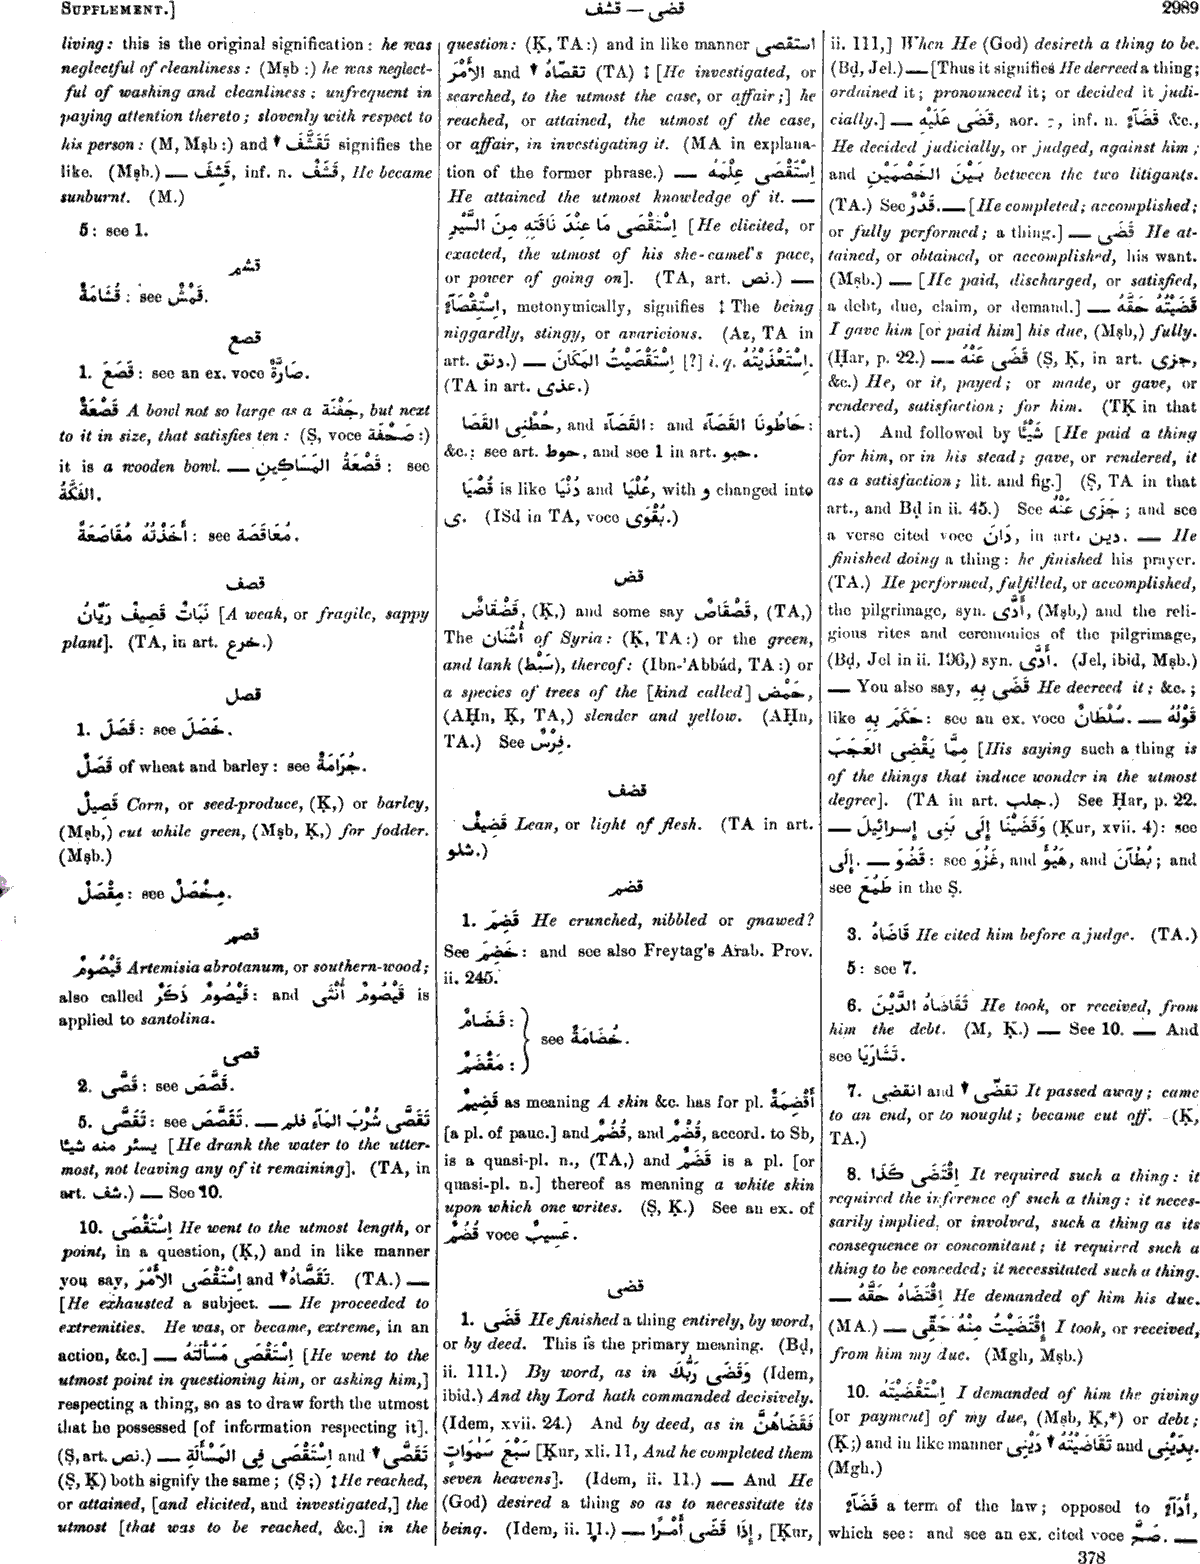 SUPPLEMENT.]
قضى — قشف
2989
living: this is the original signification: he was
neglectful of cleanliness: (Mṣb:) he was neglect-
ful of washing and cleanliness; unfrequent in
paying attention thereto; slovenly with respect to
his person: (M, Mṣb:) and ▾ تَقَشَّفَ signifies the
like. (Mṣb.) — قَشِفَ, inf. n. قَشَفٌ, He became
sunburnt. (M.)
5: see 1.
قشم
قُشَامَةٌ: see قَمْشٌ.
قصع
1. قَصَعَ: see an ex. voce صَارَّةٌ.
قَصْعَةٌ A bowl not so large as a جَفْنَة, but next
to it in size, that satisfies ten: (Ṣ, voce صَحْفَة:)
it is a wooden bowl. — قَصْعَةُ المَسَاكِينِ: see
الفَكَّةُ.
أَخَذْتُهُ مُقَاصَعَةً: see مُعَاقَصَة.
قصف
نَبَاتٌ قَصِيفٌ رَيَّانُ [A weak, or fragile, sappy
plant]. (TA, in art. خرع.)
قصل
1. قَصَلَ: see خَصَلَ.
قَصَلٌ of wheat and barley: see جُرَامَةٌ.
قَصِيلٌ Corn, or seed-produce, (Ḳ,) or barley,
(Mṣb,) cut while green, (Mṣb, Ḳ,) for fodder.
(Mṣb.)
مِقْصَلٌ: see مِخْصَلٌ.
قصم
قَيْصُومٌ Artemisia abrotanum, or southern-wood;
also called قَيْصُومٌ ذَكَرٌ: and قَيْصُومٌ أُنْثَى is
applied to santolina.
قصى
2. قَصَّى: see قَصَّصَ.
5. تَقَصَّى: see تَقَصَّصَ. — تَقَصَّى شُرْبَ المَآءِ فلم
يسئر منه شيئا [He drank the water to the utter-
most, not leaving any of it remaining]. (TA, in
art. شف.) — See 10.
10. إِسْتَقْصَى He went to the utmost length, or
point, in a question, (Ḳ,) and in like manner
you say, إِسْتَقْصَى الأَمْرَ and ▾ تَقَصَّاهُ. (TA.) —
[He exhausted a subject. — He proceeded to
extremities. He was, or became, extreme, in an
action, &c.] — إِسْتَقْصَى مَسْأَلَتَهُ [He went to the
utmost point in questioning him, or asking him,]
respecting a thing, so as to draw forth the utmost
that he possessed [of information respecting it].
(Ṣ, art. نص.) — إِسْتَقْصَى فِى المَسْأَلَةِ and ▾ تَقَصَّى
(Ṣ, Ḳ) both signify the same; (Ṣ;) ‡ He reached,
or attained, [and elicited, and investigated,] the
utmost [that was to be reached, &c.] in the
question: (Ḳ, TA:) and in like manner استقصى
الأَمْرَ and ▾ تَقَصَّاهُ (TA) ‡ [He investigated, or
searched, to the utmost the case, or affair;] he
reached, or attained, the utmost of the case,
or affair, in investigating it. (MA in explana-
tion of the former phrase.) — إِسْتَقْصَى عِلْمَهُ
He attained the utmost knowledge of it. —
إِسْتَقْصَى مَا عِنْدَ نَاقَتِهِ مِنَ السَّيْرِ [He elicited, or
exacted, the utmost of his she-camel's pace,
or power of going on]. (TA, art. نص.) —
إِسْتِقْصَآءٌ, metonymically, signifies ‡ The being
niggardly, stingy, or avaricious. (Az, TA in
art. دنق.) — إِسْتَقْصَيْتُ المَكَانَ [?] i. q. إِسْتَعْذَيْتُهُ.
(TA in art. عذى.)
حُطْنِى القَصَا, and القَصَآءَ: and حَاطُونَا القَصَآءَ:
&c.: see art. حوط, and see 1 in art. حبو.
قُصْيَا is like دُنْيَا and عُلْيَا, with و changed into
ى. (ISd in TA, voce بُقْوَى.)
قض
قَضْقَاضٌ, (Ḳ,) and some say قَضْقَاضٌ, (TA,)
The أُشْنَان of Syria: (Ḳ, TA:) or the green,
and lank (سَبْط), thereof: (Ibn-'Abbád, TA:) or
a species of trees of the [kind called] حَمْض,
(AḤn, Ḳ, TA,) slender and yellow. (AḤn,
TA.) See فِرْسٌ.
قضف
قَضِيفٌ Lean, or light of flesh. (TA in art.
شلو.)
قضم
1. قَضِمَ He crunched, nibbled or gnawed?
See خَضِمَ: and see also Freytag's Arab. Prov.
ii. 245.
قَضَامٌ:
مَقْضَمٌ:
see خُضَامَةٌ.
قَضِيمٌ as meaning A skin &c. has for pl. أَقْضِمَةٌ
[a pl. of pauc.] and قُضُمٌ, and قَضَمٌ, accord. to Sb,
is a quasi-pl. n., (TA,) and قَضَمٌ is a pl. [or
quasi-pl. n.] thereof as meaning a white skin
upon which one writes. (Ṣ, Ḳ.) See an ex. of
قُضُمٌ voce عَسِيبٌ.
قضى
1. قَضَى He finished a thing entirely, by word,
or by deed. This is the primary meaning. (Bḍ,
ii. 111.) By word, as in وَقَضَى رَبُّكَ (Idem,
ibid.) And thy Lord hath commanded decisively.
(Idem, xvii. 24.) And by deed, as in فَقَضَاهُنَّ
سَبْعَ سَمٰوَاتٍ [Ḳur, xli. 11, And he completed them
seven heavens]. (Idem, ii. 11.) — And He
(God) desired a thing so as to necessitate its
being. (Idem, ii. 11.) — إِذَا قَضَى أَمْرًا, [Ḳur,
ii. 111,] When He (God) desireth a thing to be.
(Bḍ, Jel.) — [Thus it signifies He decreed a thing;
ordained it; pronounced it; or decided it judi-
cially.] — قَضَى عَلَيْهِ, aor. ـِ, inf. n. قَضَآءٌ &c.,
He decided judicially, or judged, against him;
and بَيْنَ الخَصْمَيْنِ between the two litigants.
(TA.) See قَدْرٌ. — [He completed; accomplished;
or fully performed; a thing.] — قَضَى He at-
tained, or obtained, or accomplished, his want.
(Mṣb.) — [He paid, discharged, or satisfied,
a debt, due, claim, or demand.] — قَضَيْتُهُ حَقَّهُ
I gave him [or paid him] his due, (Mṣb,) fully.
(Ḥar, p. 22.) — قَضَى عَنْهُ (Ṣ, Ḳ, in art. جزى,
&c.) He, or it, payed; or made, or gave, or
rendered, satisfaction; for him. (TḲ in that
art.) And followed by شَيْئًا [He paid a thing
for him, or in his stead; gave, or rendered, it
as a satisfaction; lit. and fig.] (Ṣ, TA in that
art., and Bḍ in ii. 45.) See جَزَى عَنْهُ; and see
a verse cited voce دَانَ, in art. دين. — He
finished doing a thing: he finished his prayer.
(TA.) He performed, fulfilled, or accomplished,
the pilgrimage, syn. أَدَّى, (Mṣb,) and the reli-
gious rites and ceremonies of the pilgrimage,
(Bḍ, Jel in ii. 196,) syn. أَدَّى. (Jel, ibid, Mṣb.)
— You also say, قَضَى بِهِ He decreed it; &c.;
like حَكَمَ بِهِ: see an ex. voce سُلْطَانٌ. — قَوْلُهُ
مِمَّا يَقْضِى العَجَبَ [His saying such a thing is
of the things that induce wonder in the utmost
degree]. (TA in art. جلب.) See Ḥar, p. 22.
— وَقَضَيْنَا إِلَى بَنِى إِسرائيلَ (Ḳur, xvii. 4): see
إِلَى. — قَضُوَ: see غَزُوَ, and هَيُؤَ, and بُطْآنَ; and
see طَمُعَ in the Ṣ.
3. قَاضَاهُ He cited him before a judge. (TA.)
5: see 7.
6. تَقَاضَاهُ الدَّيْنَ He took, or received, from
him the debt. (M, Ḳ.) — See 10. — And
see تَشَارَيَا.
7. انقضى and ▾ تقضّى It passed away; came
to an end, or to nought; became cut off. (Ḳ,
TA.)
8. إِقْتَضَى كَذَا It required such a thing: it
required the inference of such a thing: it neces-
sarily implied, or involved, such a thing as its
consequence or concomitant; it required such a
thing to be conceded; it necessitated such a thing.
— إِقْتَضَاهُ حَقَّهُ He demanded of him his due.
(MA.) — إِقْتَضَيْتُ مِنْهُ حَقِّى I took, or received,
from him my due. (Mgh, Mṣb.)
10. إِسْتَقْضَيْتُهُ I demanded of him the giving
[or payment] of my due, (Mṣb, Ḳ,*) or debt;
(Ḳ;) and in like manner تَقَاضَيْتُهُ ▾ دَيْنِى and بِدَيْنِى.
(Mgh.)
قَضَآءٌ a term of the law; opposed to أَدَآءٌ,
which see: and see an ex. cited voce صَحَّ. —
378